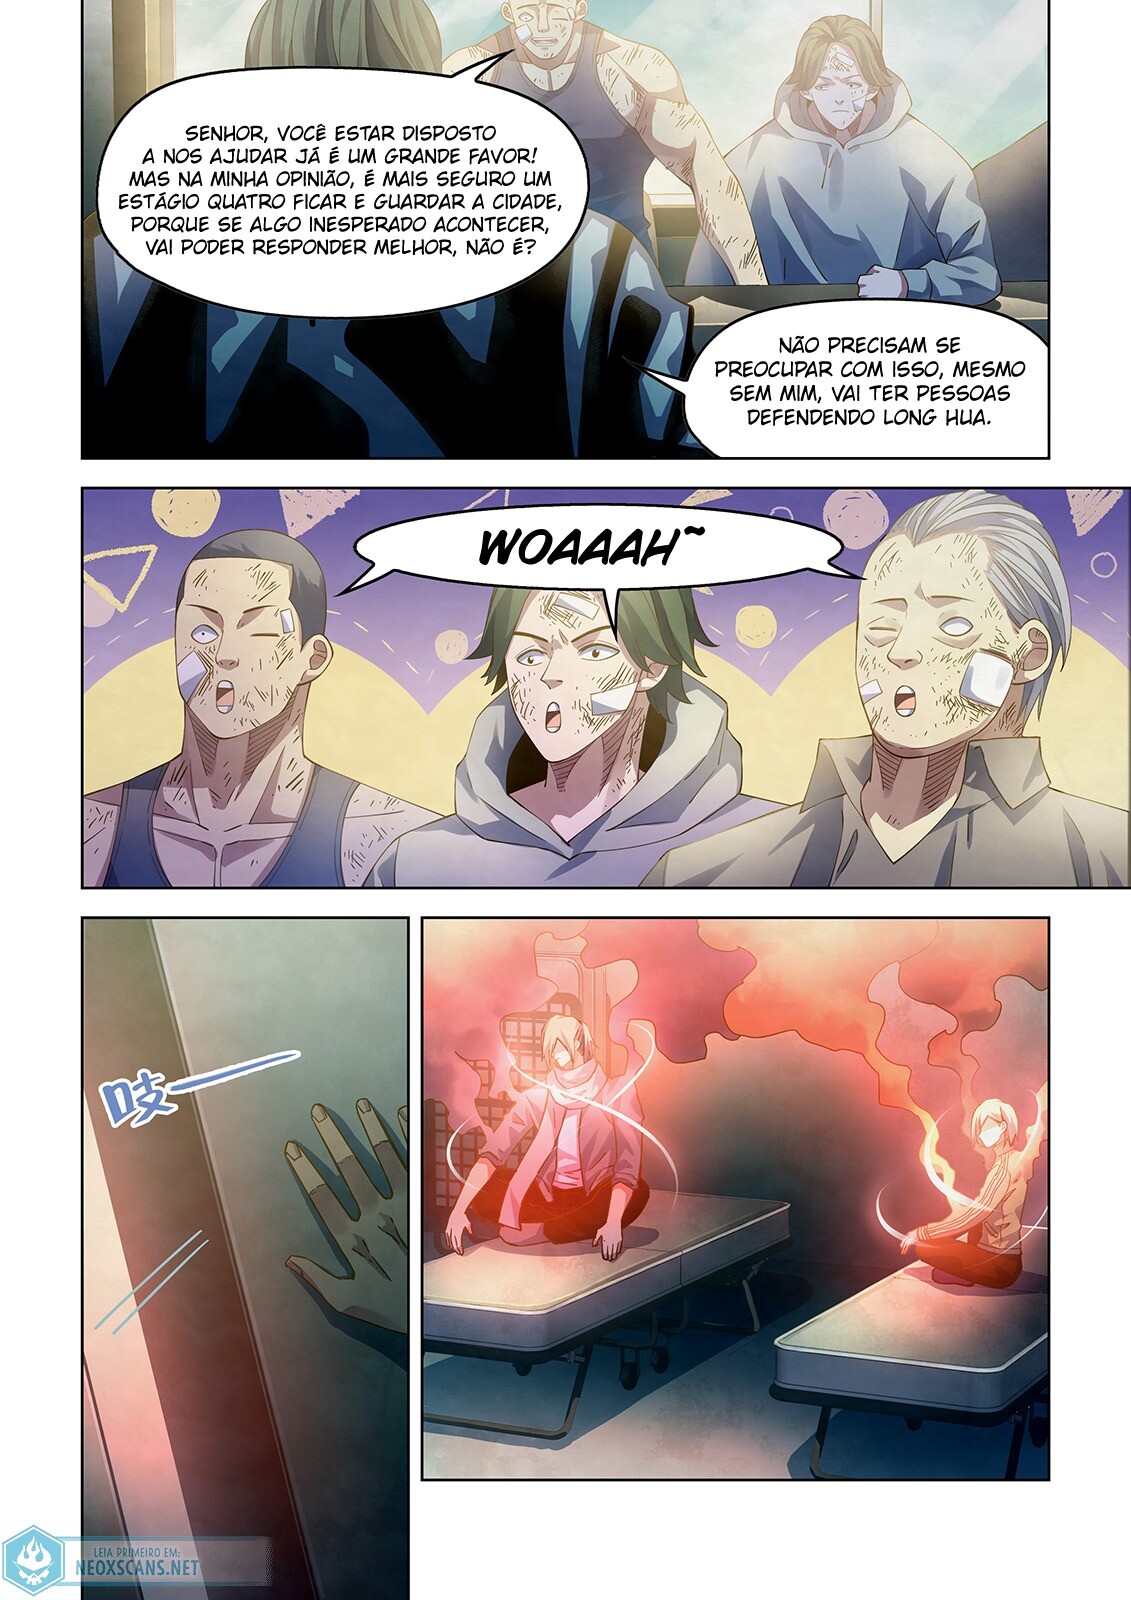 SENHOR, VOCÊ ESTAR DISPOSTO
A NOS AJUDAR JÁ É UM GRANDE FAVOR!
MAS NA MINHA OPINIÃO, É MAIS SEGURO UM
ESTÁGIO QUATRO FICAR E GUARDAR A CIDADE,
PORQUE SE ALGO INESPERADO ACONTECER,
VAI PODER RESPONDER MELHOR, NÃO É?
NÃO PRECISAM SE
PREOCUPAR COM ISSO, MESMO
SEM MIM, VAI TER PESSOAS
DEFENDENDO LONG HUA.
WOAAAH~
吱—
LEIA PRIMEIRO EM:
NEOXSCANS.NET